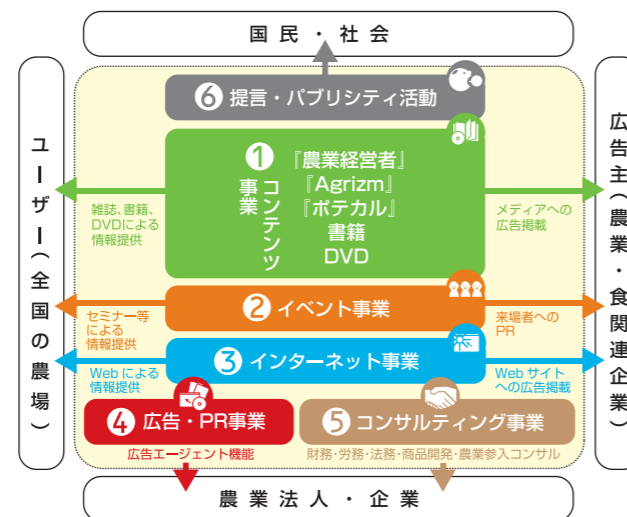 国民・社会
ユーザー(全国の農場)
広告主(農業・食関連企業)
❻ 提言・パブリシティ活動
❶ コンテンツ事業
『農業経営者』
『Agrizm』
『ポテカル』
書籍
DVD
雑誌、書籍、
DVDによる
情報提供
メディアへの
広告掲載
❷ イベント事業
セミナー等
による
情報提供
来場者への
PR
❸ インターネット事業
Webによる
情報提供
Webサイト
への広告掲載
❹ 広告・PR事業
広告エージェント機能
❺ コンサルティング事業
財務・労務・法務・商品開発・農業参入コンサル
農業法人・企業